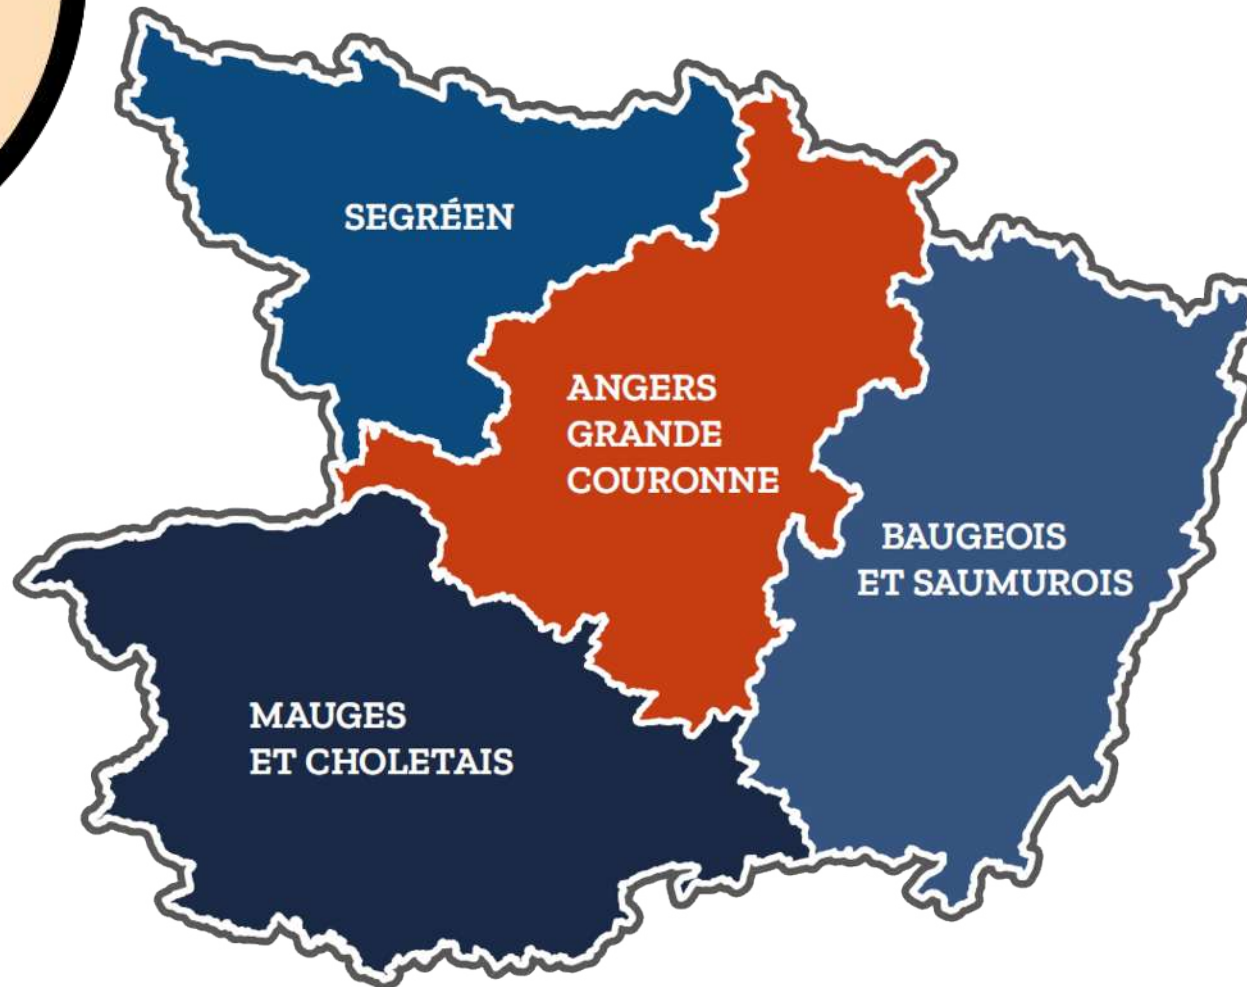 SEGRÉEN
ANGERS
GRANDE
COURONNE
BAUGEOIS
ET SAUMUROIS
MAUGES
ET CHOLETAIS